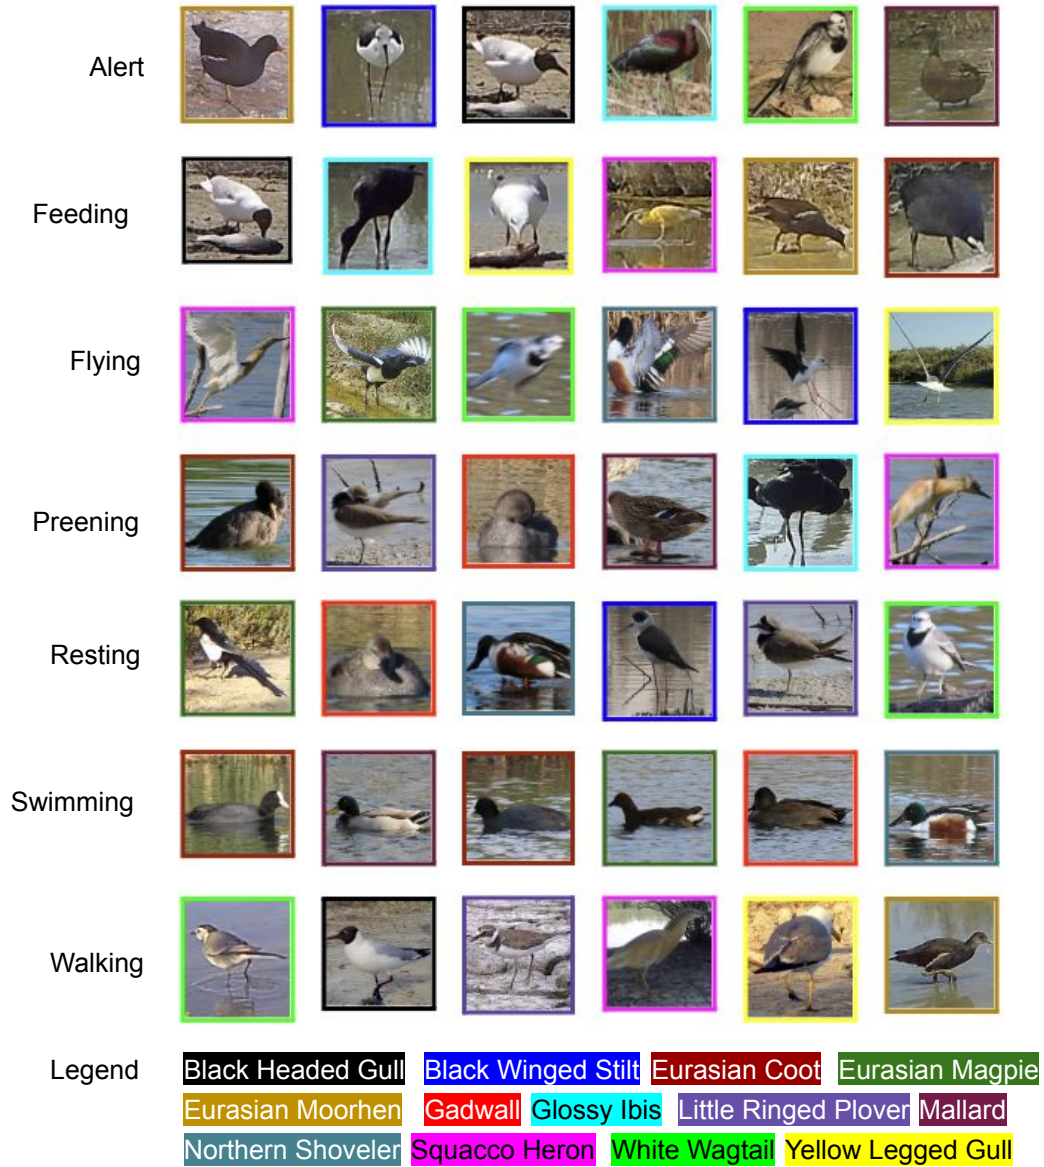 Alert
Feeding
Flying
Preening
Resting
Swimming
Walking
Legend Black Headed Gull Black Winged Stilt Eurasian Coot Eurasian Magpie
Eurasian Moorhen Gadwall Glossy Ibis Little Ringed Plover Mallard
Northern Shoveler Squacco Heron White Wagtail Yellow Legged Gull